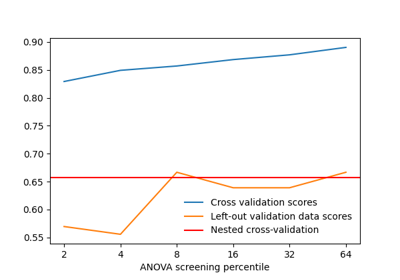 0.90
0.85
0.80
0.75
0.70
0.65
0.60
0.55
Cross validation scores
Left-out validation data scores
Nested cross-validation
2 4 8 16 32 64
ANOVA screening percentile